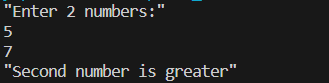 "Enter 2 numbers:"
5
7
"Second number is greater"